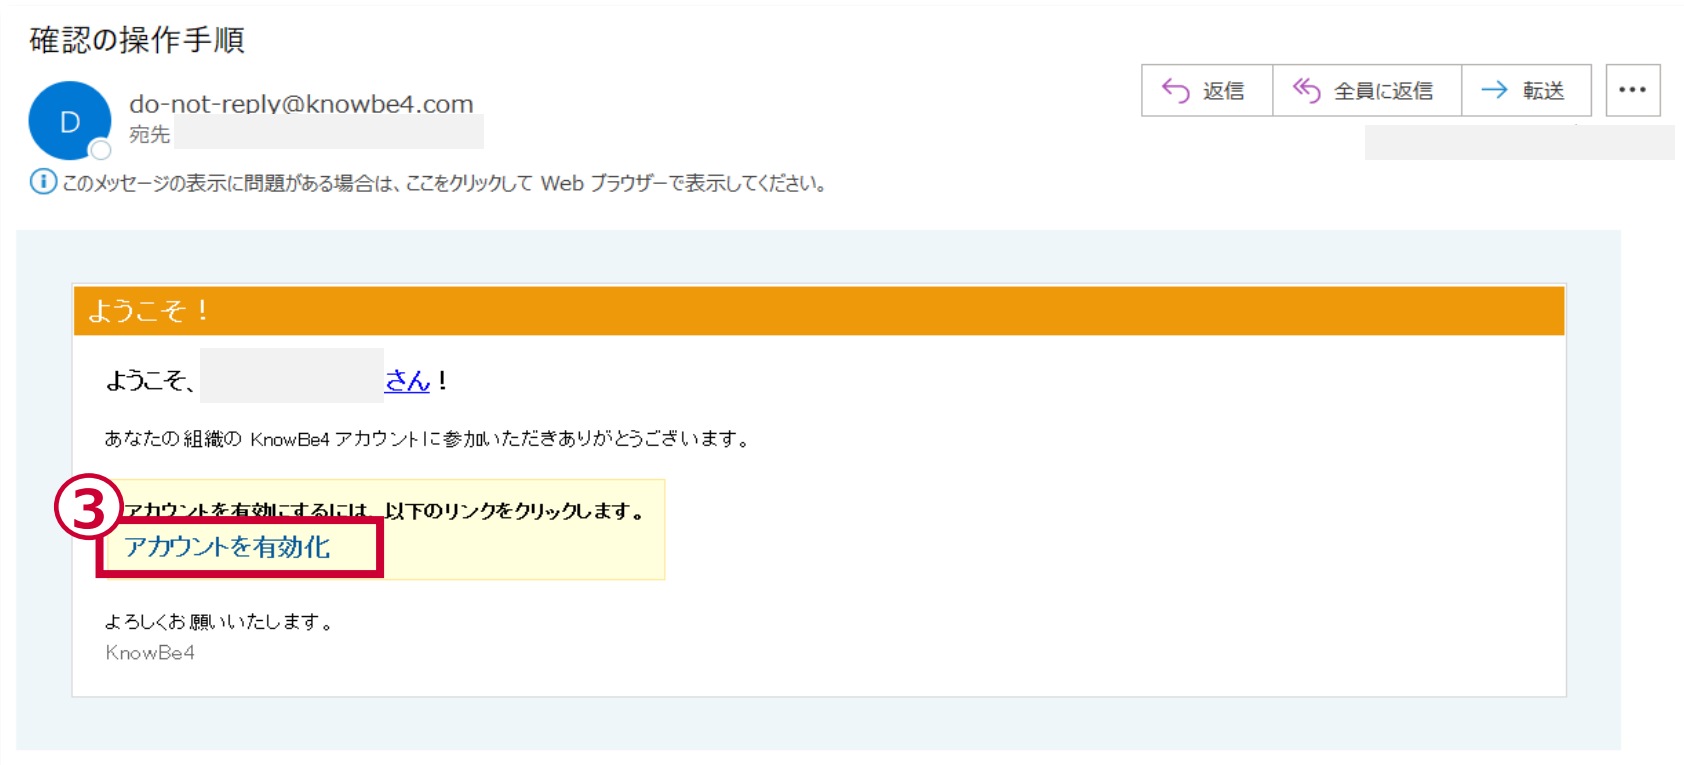 確認の操作手順
返信
全員に返信
転送
D
do-not-reply@knowbe4.com
宛先
このメッセージの表示に問題がある場合は、ここをクリックして Web ブラウザーで表示してください。
ようこそ！
ようこそ、 さん！
あなたの組織の KnowBe4 アカウントに参加いただきありがとうございます。
③
アカウントを有効にするには、以下のリンクをクリックします。
アカウントを有効化
よろしくお願いいたします。
KnowBe4